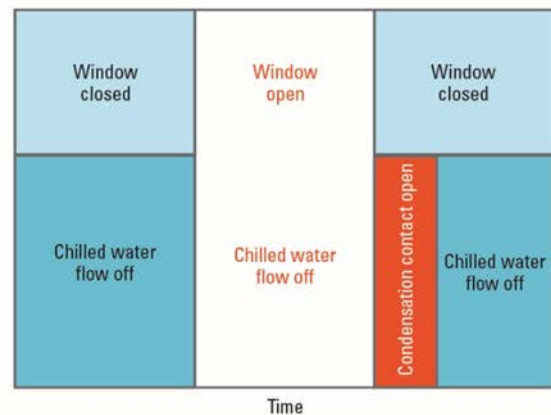 Window
closed
Window
open
Window
closed
Chilled water
flow off
Chilled water
flow off
Condensation contact open
Chilled water
flow off
Time